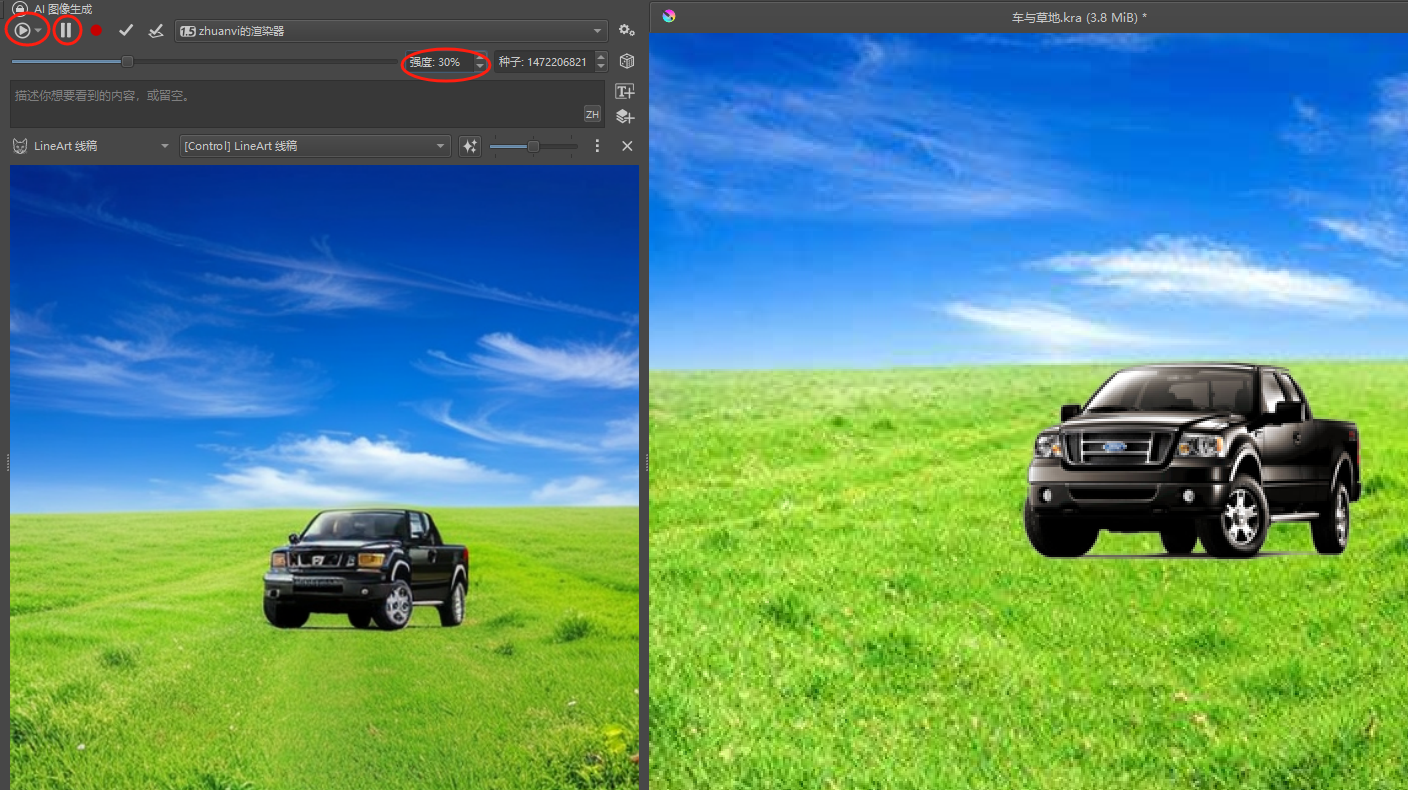 AI 图像生成
车与草地.kra (3.8 MiB) *
1.5 zhuanvi的渲染器
强度: 30%
种子: 1472206821
描述你想要看到的内容，或留空。
ZH
LineArt 线稿
[Control] LineArt 线稿